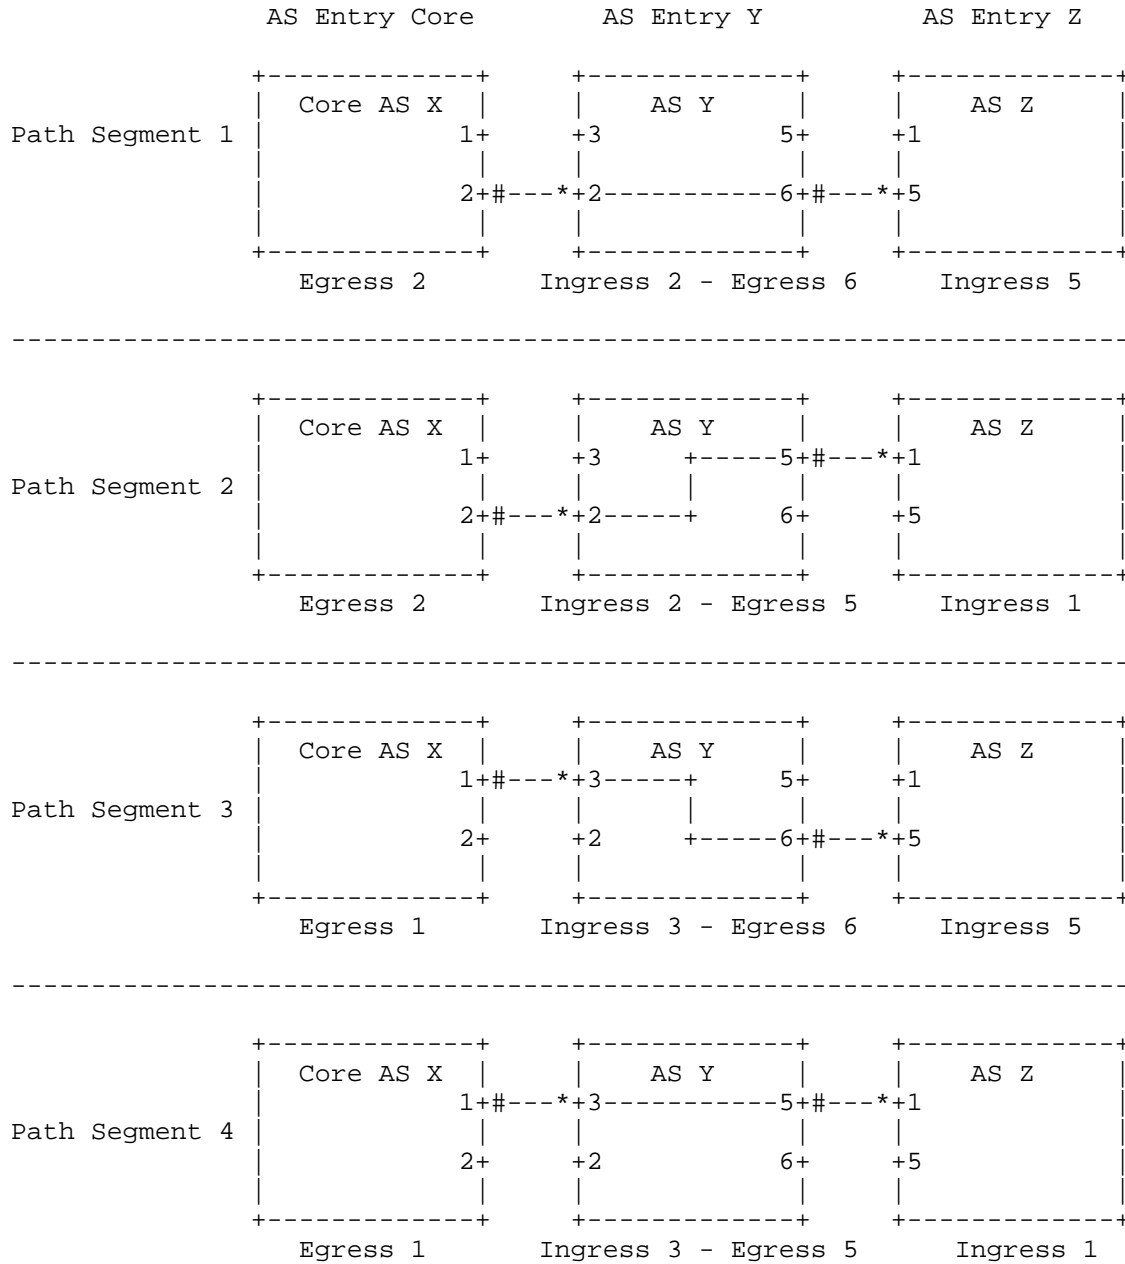 AS Entry Core        AS Entry Y          AS Entry Z

               +-------------+     +-------------+     +-------------+
               |  Core AS X  |     |    AS Y     |     |    AS Z     |
Path Segment 1 |            1+     +3           5+     +1            |
               |             |     |             |     |             |
               |            2+#---*+2-----------6+#---*+5            |
               |             |     |             |     |             |
               +-------------+     +-------------+     +-------------+
                  Egress 2       Ingress 2 - Egress 6     Ingress 5

----------------------------------------------------------------------

               +-------------+     +-------------+     +-------------+
               |  Core AS X  |     |    AS Y     |     |    AS Z     |
               |            1+     +3     +-----5+#---*+1            |
Path Segment 2 |             |     |      |      |     |             |
               |            2+#---*+2-----+     6+     +5            |
               |             |     |             |     |             |
               +-------------+     +-------------+     +-------------+
                  Egress 2       Ingress 2 - Egress 5     Ingress 1

----------------------------------------------------------------------

               +-------------+     +-------------+     +-------------+
               |  Core AS X  |     |    AS Y     |     |    AS Z     |
               |            1+#---*+3-----+     5+     +1            |
Path Segment 3 |             |     |      |      |     |             |
               |            2+     +2     +-----6+#---*+5            |
               |             |     |             |     |             |
               +-------------+     +-------------+     +-------------+
                  Egress 1       Ingress 3 - Egress 6     Ingress 5

----------------------------------------------------------------------

               +-------------+     +-------------+     +-------------+
               |  Core AS X  |     |    AS Y     |     |    AS Z     |
               |            1+#---*+3-----------5+#---*+1            |
Path Segment 4 |             |     |             |     |             |
               |            2+     +2           6+     +5            |
               |             |     |             |     |             |
               +-------------+     +-------------+     +-------------+
                  Egress 1       Ingress 3 - Egress 5      Ingress 1